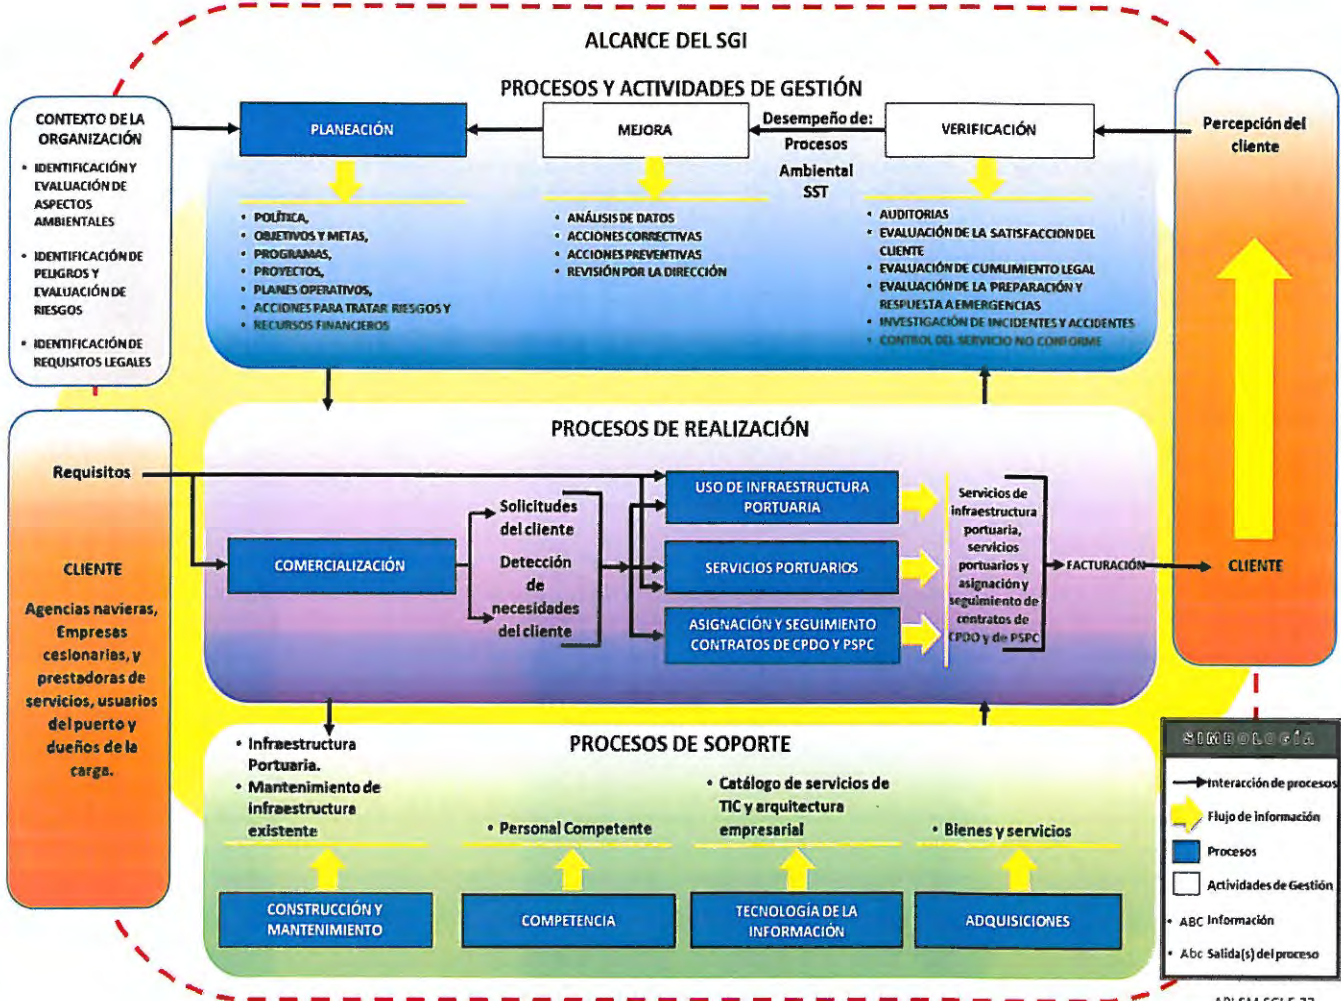 ALCANCE DEL SGI
PROCESOS Y ACTIVIDADES DE GESTIÓN
CONTEXTO DE LA
ORGANIZACIÓN
• IDENTIFICACIÓN Y
EVALUACIÓN DE
ASPECTOS
AMBIENTALES
• IDENTIFICACIÓN DE
PELIGROS Y
EVALUACIÓN DE
RIESGOS
• IDENTIFICACIÓN DE
REQUISITOS LEGALES
PLANEACIÓN
• POLÍTICA,
• OBJETIVOS Y METAS,
• PROGRAMAS,
• PROYECTOS,
• PLANES OPERATIVOS,
• ACCIONES PARA TRATAR RIESGOS Y
• RECURSOS FINANCIEROS
MEJORA
• ANÁLISIS DE DATOS
• ACCIONES CORRECTIVAS
• ACCIONES PREVENTIVAS
• REVISIÓN POR LA DIRECCIÓN
Desempeño de:
Procesos
Ambiental
SST
VERIFICACIÓN
• AUDITORIAS
• EVALUACIÓN DE LA SATISFACCION DEL
CLIENTE
• EVALUACIÓN DE CUMLIMIENTO LEGAL
• EVALUACIÓN DE LA PREPARACIÓN Y
RESPUESTA A EMERGENCIAS
• INVESTIGACIÓN DE INCIDENTES Y ACCIDENTES
• CONTROL DEL SERVICIO NO CONFORME
Percepción del
cliente
CLIENTE
PROCESOS DE REALIZACIÓN
Requisitos
CLIENTE
Agencias navieras,
Empresas
cesionarias, y
prestadoras de
servicios, usuarios
del puerto y
dueños de la
carga.
COMERCIALIZACIÓN
Solicitudes
del cliente
Detección
de
necesidades
del cliente
USO DE INFRAESTRUCTURA
PORTUARIA
SERVICIOS PORTUARIOS
ASIGNACIÓN Y SEGUIMIENTO
CONTRATOS DE CPDO Y PSPC
Servicios de
infraestructura
portuaria,
servicios
portuarios y
asignación y
seguimiento de
contratos de
CPDO y de PSPC
FACTURACIÓN
PROCESOS DE SOPORTE
• Infraestructura
Portuaria.
• Mantenimiento de
infraestructura
existente
• Personal Competente
• Catálogo de servicios de
TIC y arquitectura
empresarial
• Bienes y servicios
CONSTRUCCIÓN Y
MANTENIMIENTO
COMPETENCIA
TECNOLOGÍA DE LA
INFORMACIÓN
ADQUISICIONES
SIMBOLOGÍA
Interacción de procesos
Flujo de información
Procesos
Actividades de Gestión
• ABC Información
• Abc Salida(s) del proceso